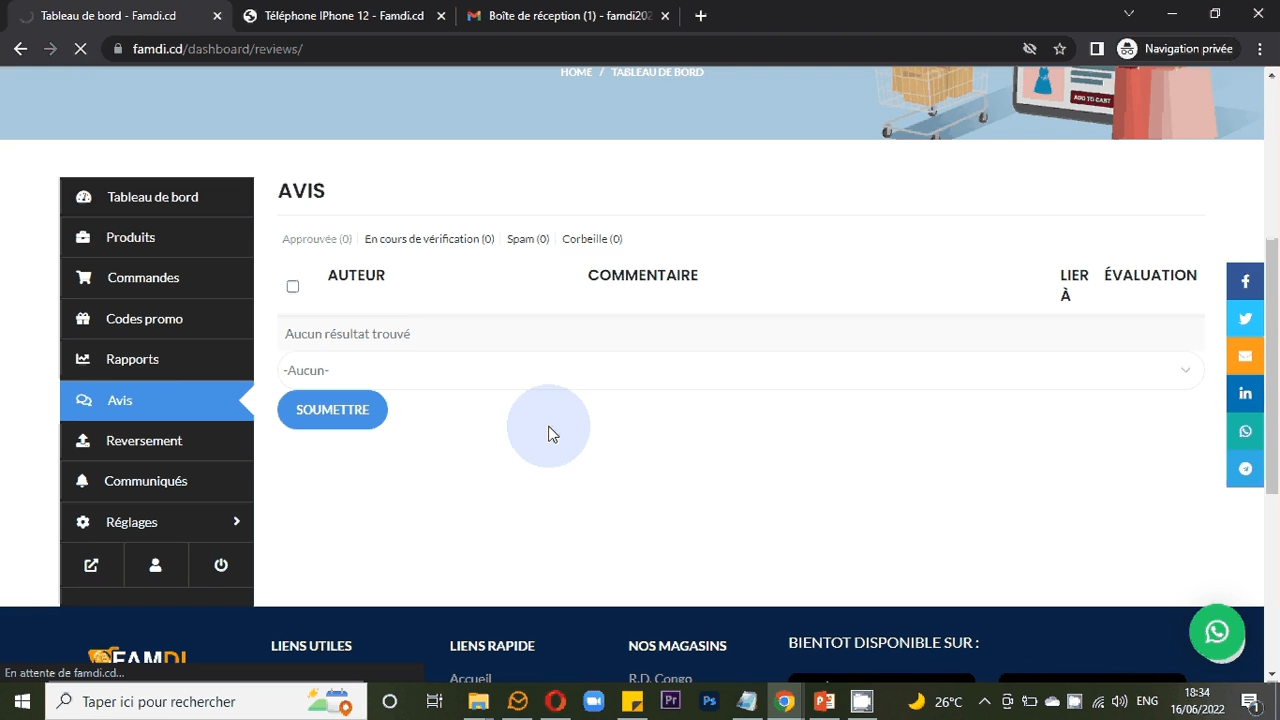 Tableau de bord - Famdi.cd
Téléphone IPhone 12 - Famdi.cd
Boîte de réception (1) - famdi202
famdi.cd/dashboard/reviews/
Navigation privée
HOME / TABLEAU DE BORD
ADD TO CART
Tableau de bord
Produits
Commandes
Codes promo
Rapports
Avis
Reversement
Communiqués
Réglages
AVIS
Approuvée (0) En cours de vérification (0) Spam (0) Corbeille (0)
AUTEUR COMMENTAIRE LIER À ÉVALUATION
Aucun résultat trouvé
-Aucun-
SOUMETTRE
FAMDI
LIENS UTILES
LIENS RAPIDE
Accueil
NOS MAGASINS
R.D. Congo
BIENTOT DISPONIBLE SUR :
En attente de famdi.cd...
Taper ici pour rechercher
Pr
Ps
26°C
ENG
18:34
16/06/2022